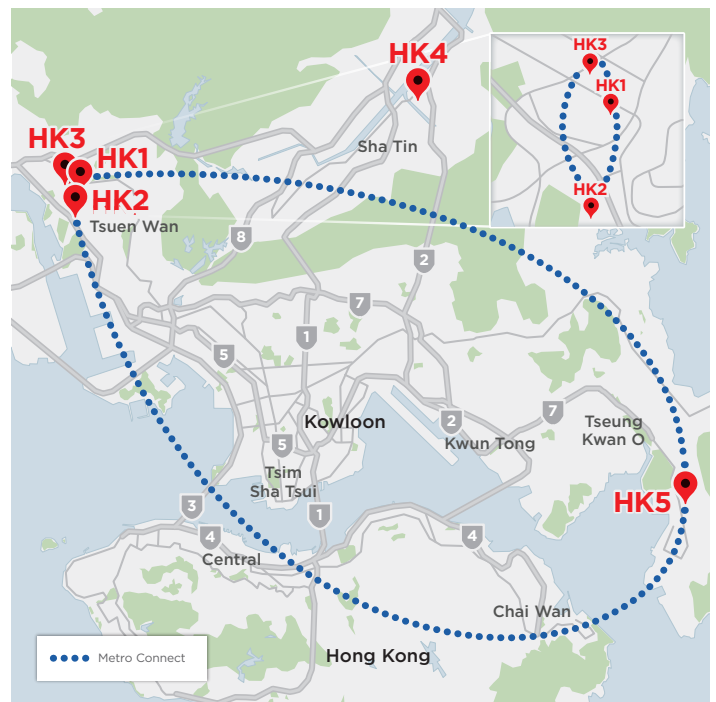 HK4
HK3
HK1
HK2
Sha Tin
HK3
HK1
HK2
Tsuen Wan
8
2
7
1
5
7
Kowloon
2
Kwun Tong
Tseung
Kwan O
5
Tsim
Sha Tsui
HK5
3
1
4
4
Central
Chai Wan
Hong Kong
Metro Connect